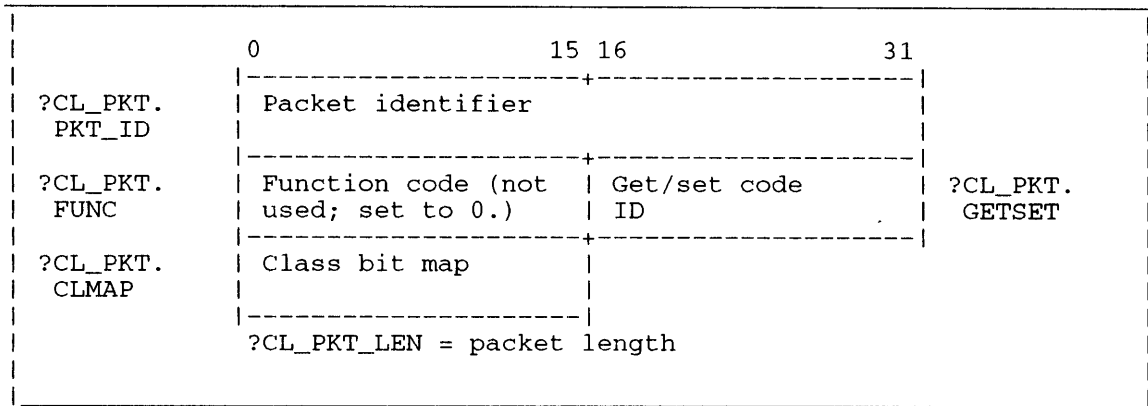 0 15 16 31
?CL_PKT. Packet identifier
PKT_ID
?CL_PKT. Function code (not Get/set code ?CL_PKT.
FUNC used; set to 0.) ID GETSET
?CL_PKT. Class bit map
CLMAP
?CL_PKT_LEN = packet length